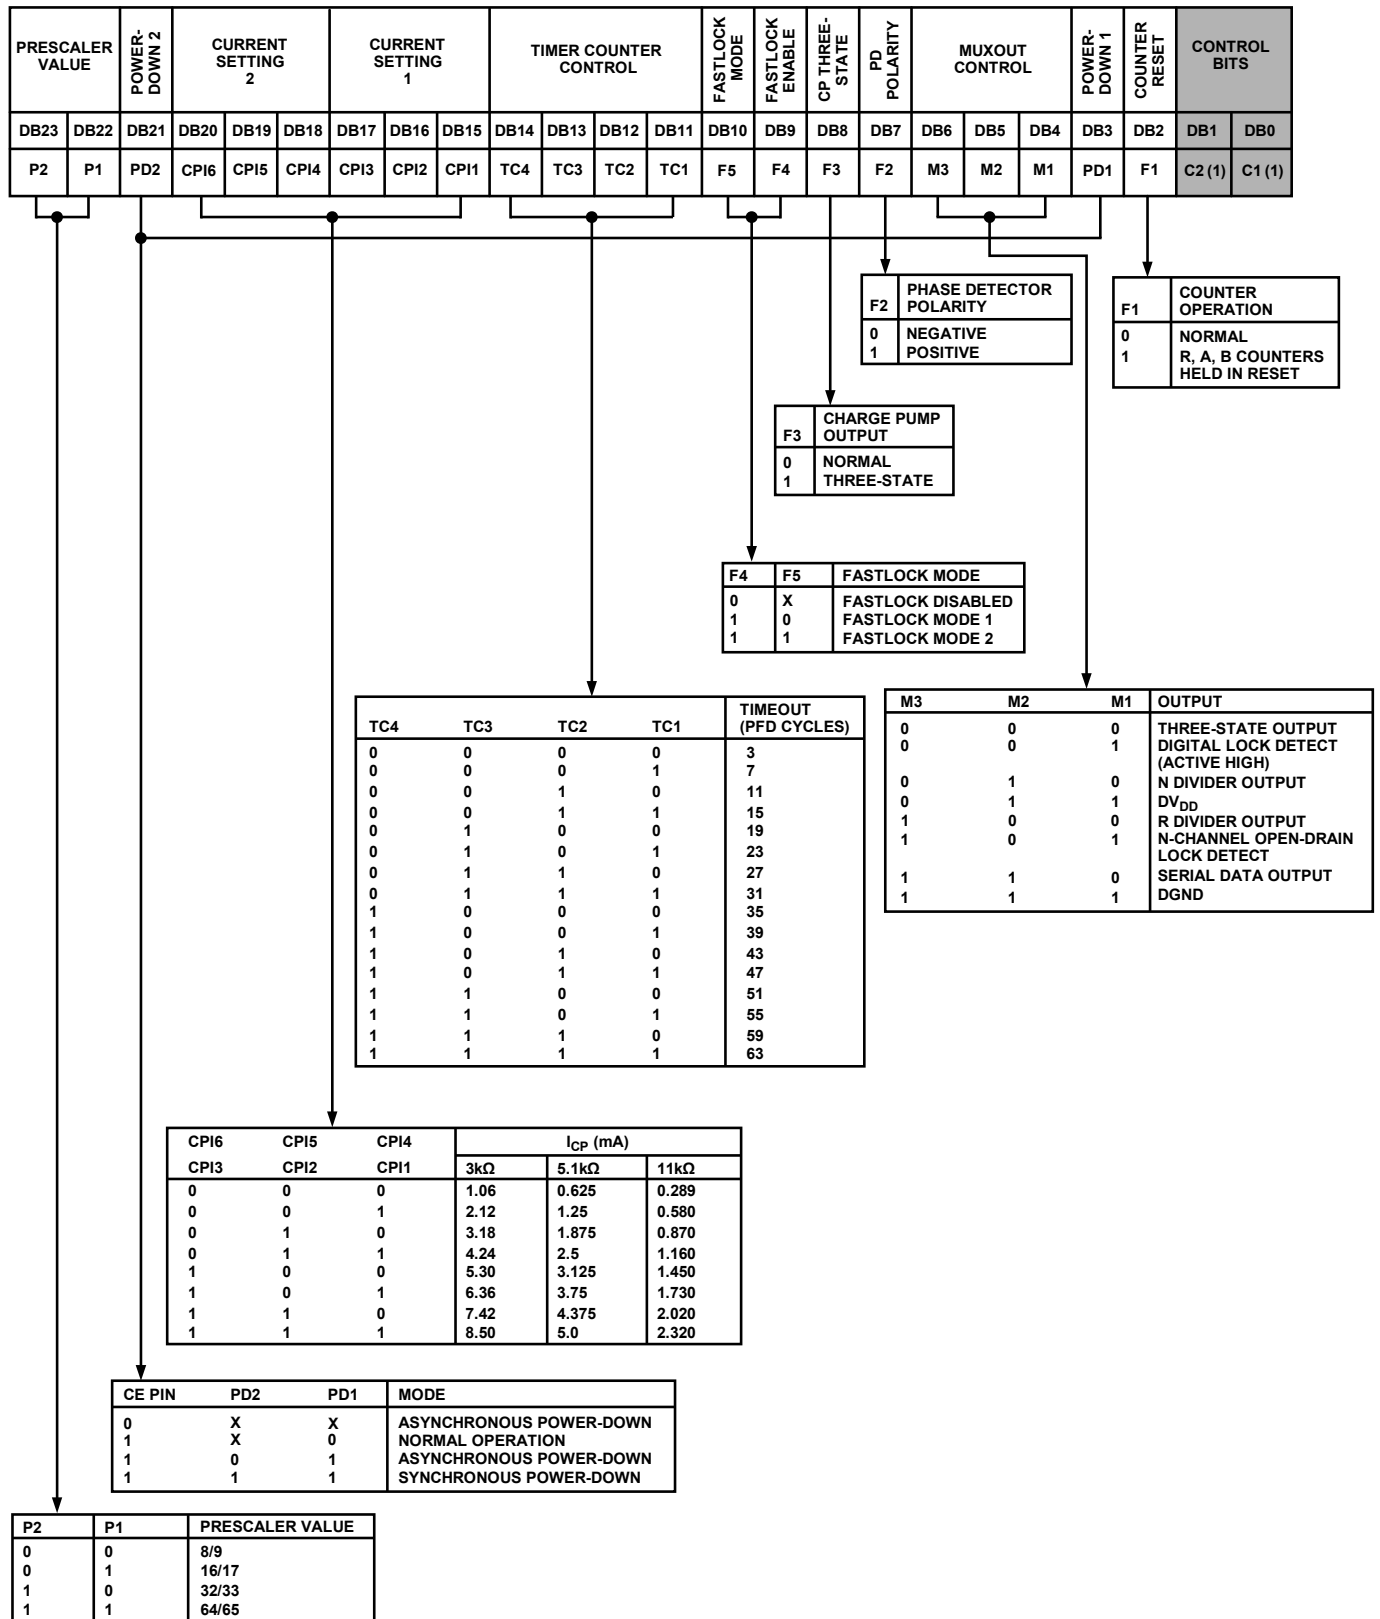 PRESCALER VALUE POWER-DOWN 2 CURRENT SETTING 2 CURRENT SETTING 1 TIMER COUNTER CONTROL FASTLOCK MODE FASTLOCK ENABLE CP THREE-STATE PD POLARITY MUXOUT CONTROL POWER-DOWN 1 COUNTER RESET CONTROL BITS
DB23 DB22 DB21 DB20 DB19 DB18 DB17 DB16 DB15 DB14 DB13 DB12 DB11 DB10 DB9 DB8 DB7 DB6 DB5 DB4 DB3 DB2 DB1 DB0
P2 P1 PD2 CPI6 CPI5 CPI4 CPI3 CPI2 CPI1 TC4 TC3 TC2 TC1 F5 F4 F3 F2 M3 M2 M1 PD1 F1 C2 (1) C1 (1)
F2 PHASE DETECTOR POLARITY
0 NEGATIVE
1 POSITIVE
F1 COUNTER OPERATION
0 NORMAL
1 R, A, B COUNTERS
HELD IN RESET
F3 CHARGE PUMP OUTPUT
0 NORMAL
1 THREE-STATE
F4 F5 FASTLOCK MODE
0 X FASTLOCK DISABLED
1 0 FASTLOCK MODE 1
1 1 FASTLOCK MODE 2
TC4 TC3 TC2 TC1 TIMEOUT (PFD CYCLES)
0 0 0 0 3
0 0 0 1 7
0 0 1 0 11
0 0 1 1 15
0 1 0 0 19
0 1 0 1 23
0 1 1 0 27
0 1 1 1 31
1 0 0 0 35
1 0 0 1 39
1 0 1 0 43
1 0 1 1 47
1 1 0 0 51
1 1 0 1 55
1 1 1 0 59
1 1 1 1 63
M3 M2 M1 OUTPUT
0 0 0 THREE-STATE OUTPUT
0 0 1 DIGITAL LOCK DETECT
(ACTIVE HIGH)
0 1 0 N DIVIDER OUTPUT
0 1 1 DVDD
1 0 0 R DIVIDER OUTPUT
1 0 1 N-CHANNEL OPEN-DRAIN
LOCK DETECT
1 1 0 SERIAL DATA OUTPUT
1 1 1 DGND
CPI6 CPI5 CPI4 ICP (mA)
CPI3 CPI2 CPI1 3kΩ 5.1kΩ 11kΩ
0 0 0 1.06 0.625 0.289
0 0 1 2.12 1.25 0.580
0 1 0 3.18 1.875 0.870
0 1 1 4.24 2.5 1.160
1 0 0 5.30 3.125 1.450
1 0 1 6.36 3.75 1.730
1 1 0 7.42 4.375 2.020
1 1 1 8.50 5.0 2.320
CE PIN PD2 PD1 MODE
0 X X ASYNCHRONOUS POWER-DOWN
1 X 0 NORMAL OPERATION
1 0 1 ASYNCHRONOUS POWER-DOWN
1 1 1 SYNCHRONOUS POWER-DOWN
P2 P1 PRESCALER VALUE
0 0 8/9
0 1 16/17
1 0 32/33
1 1 64/65